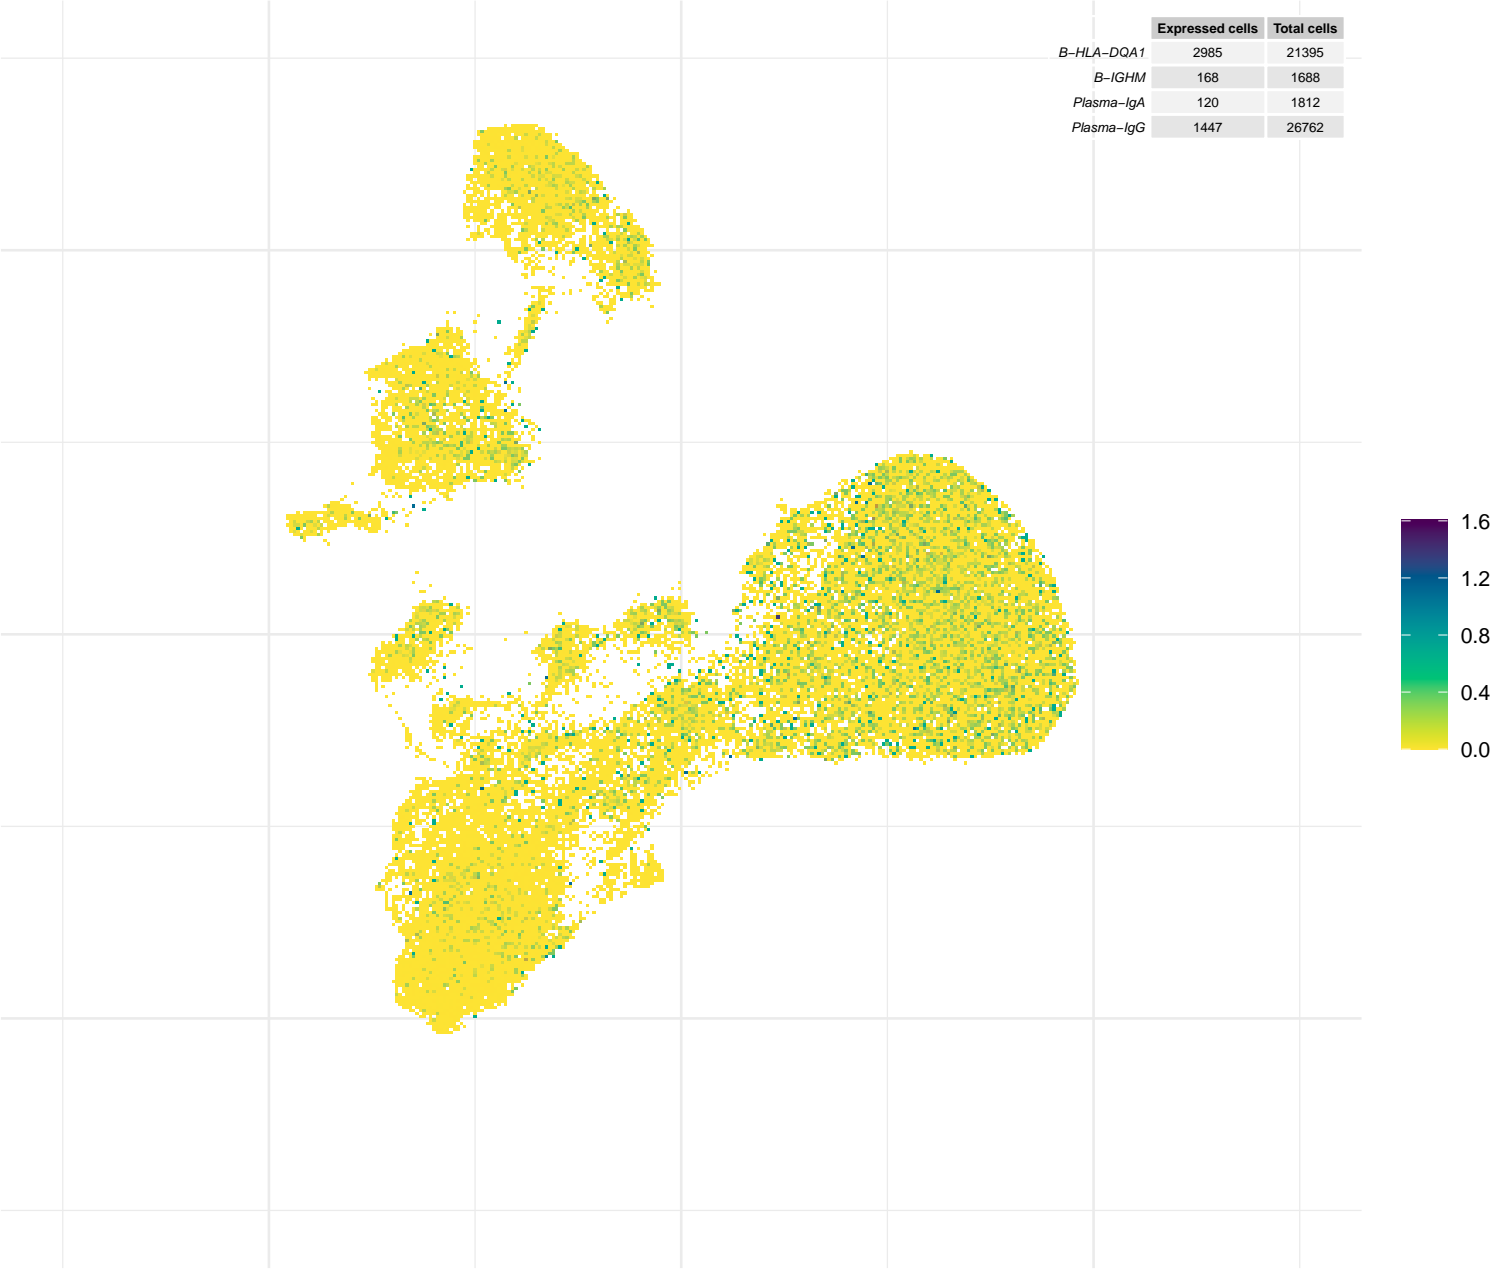 Expressed cells Total cells
B−HLA−DQA1 2985 21395
B−IGHM 168 1688
Plasma−IgA 120 1812
Plasma−IgG 1447 26762
1.6
1.2
0.8
0.4
0.0